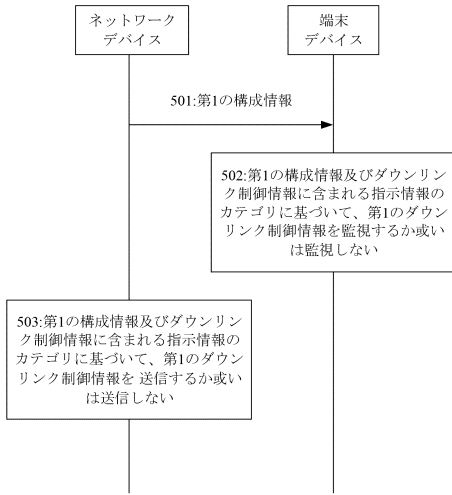 ネットワーク
デバイス
端末
デバイス
501:第1の構成情報
502:第1の構成情報及びダウンリン
ク制御情報に含まれる指示情報の
カテゴリに基づいて、第1のダウン
リンク制御情報を監視するか或い
は監視しない
503:第1の構成情報及びダウンリン
ク制御情報に含まれる指示情報の
カテゴリに基づいて、第1のダウン
リンク制御情報を 送信するか或い
は送信しない